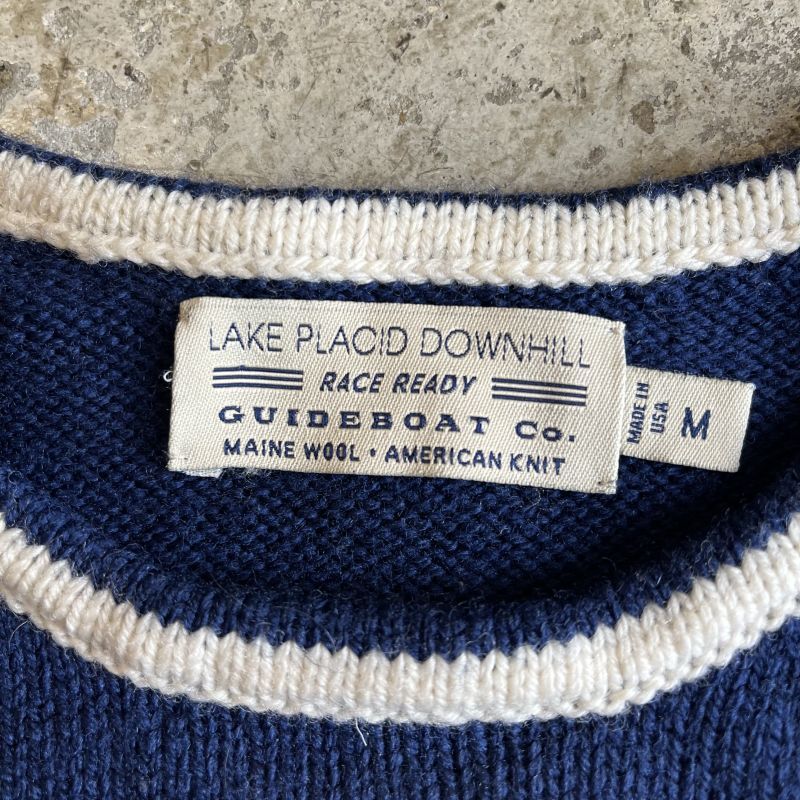 LAKE PLACID DOWNHILL
RACE READY
GUIDEBOAT Co.
MAINE WOOL • AMERICAN KNIT
MADE IN
USA
M